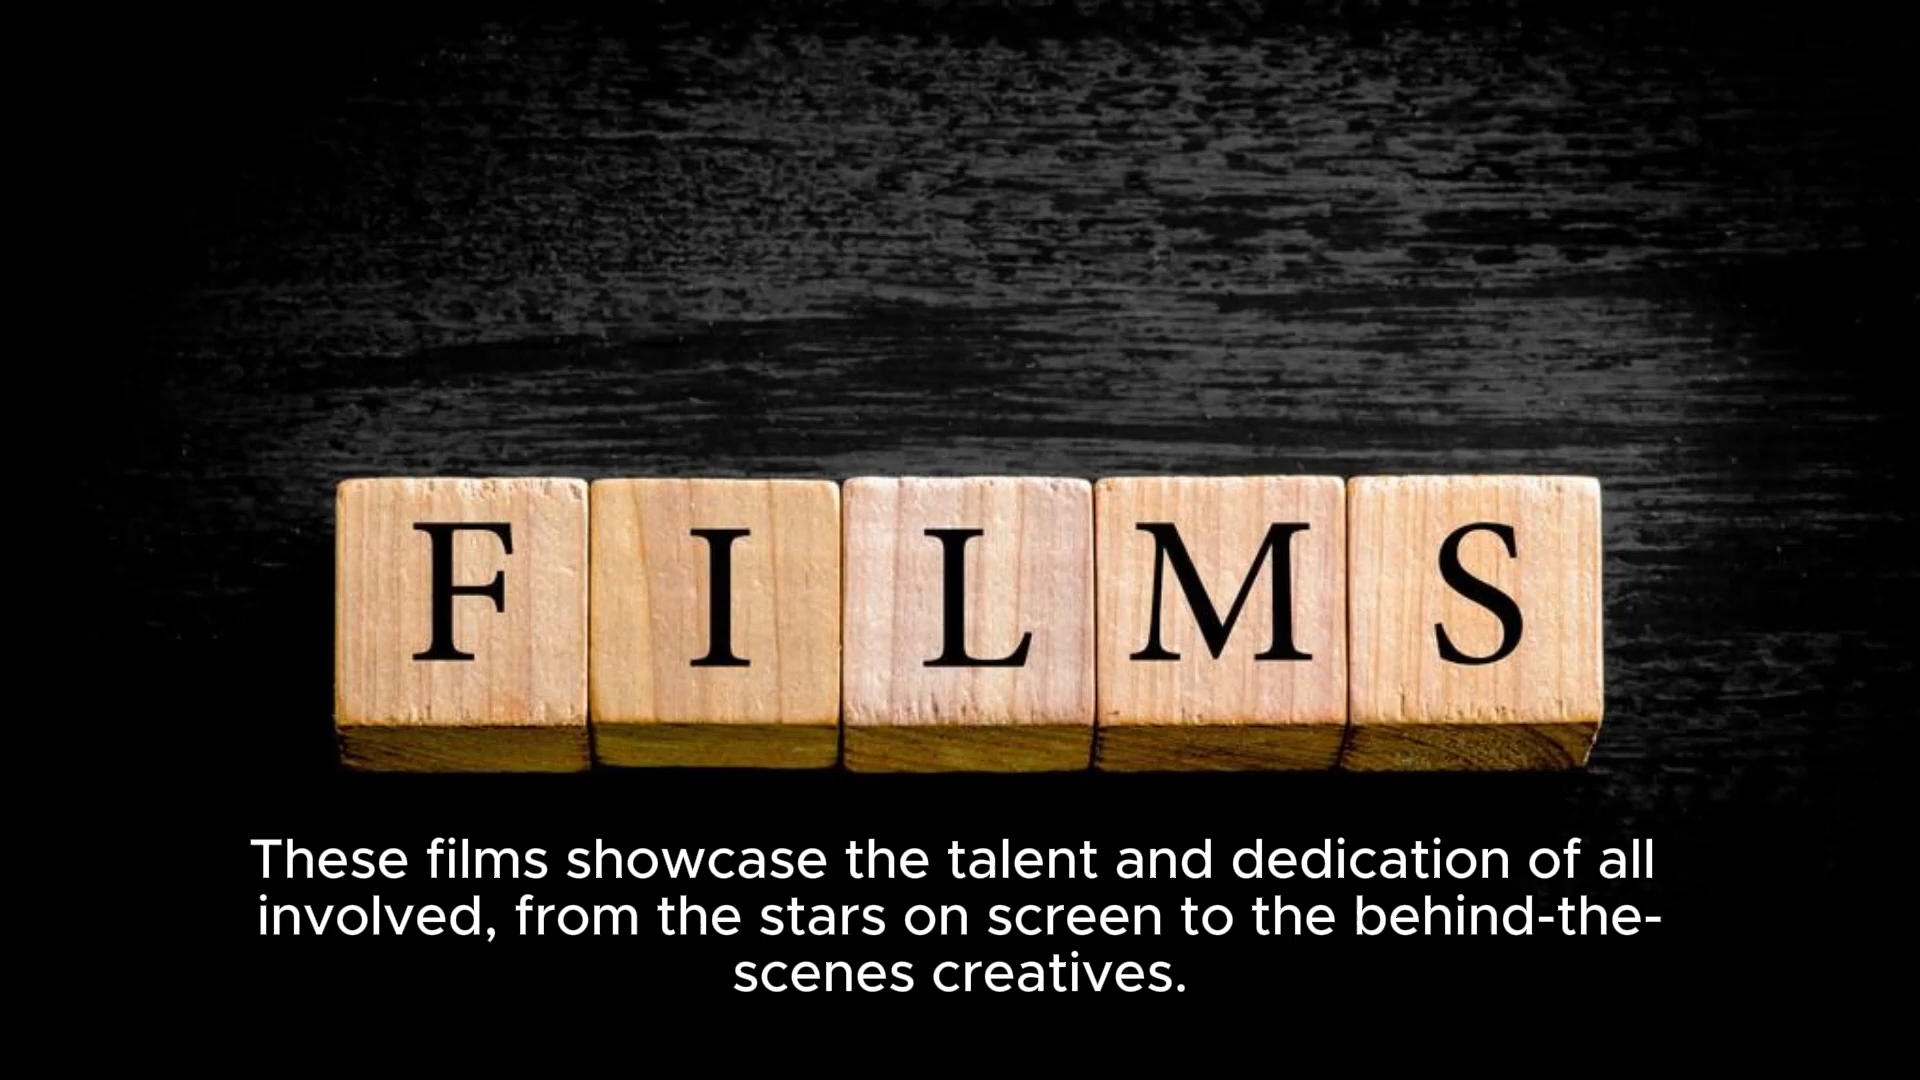 FILMS
These films showcase the talent and dedication of all
involved, from the stars on screen to the behind-the-
scenes creatives.